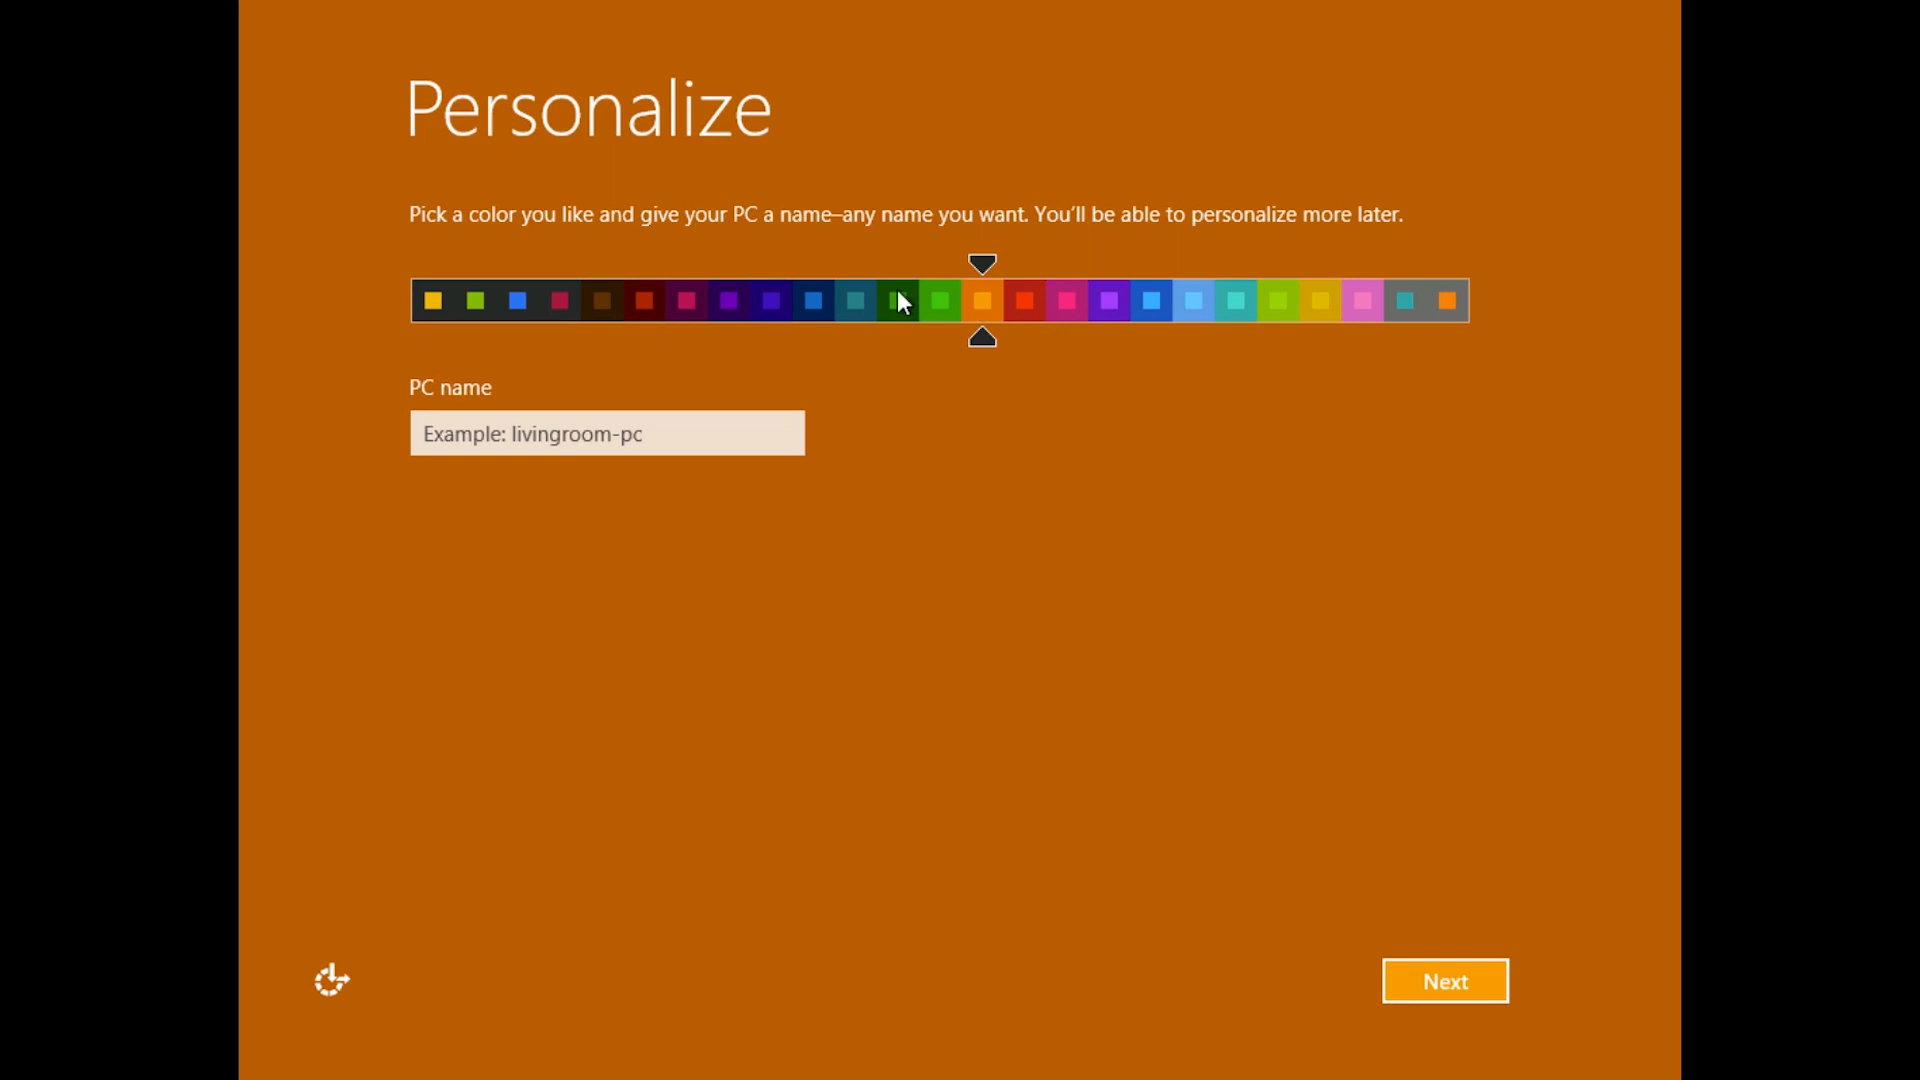 Personalize
Pick a color you like and give your PC a name–any name you want. You'll be able to personalize more later.
PC name
Example: livingroom-pc
Next